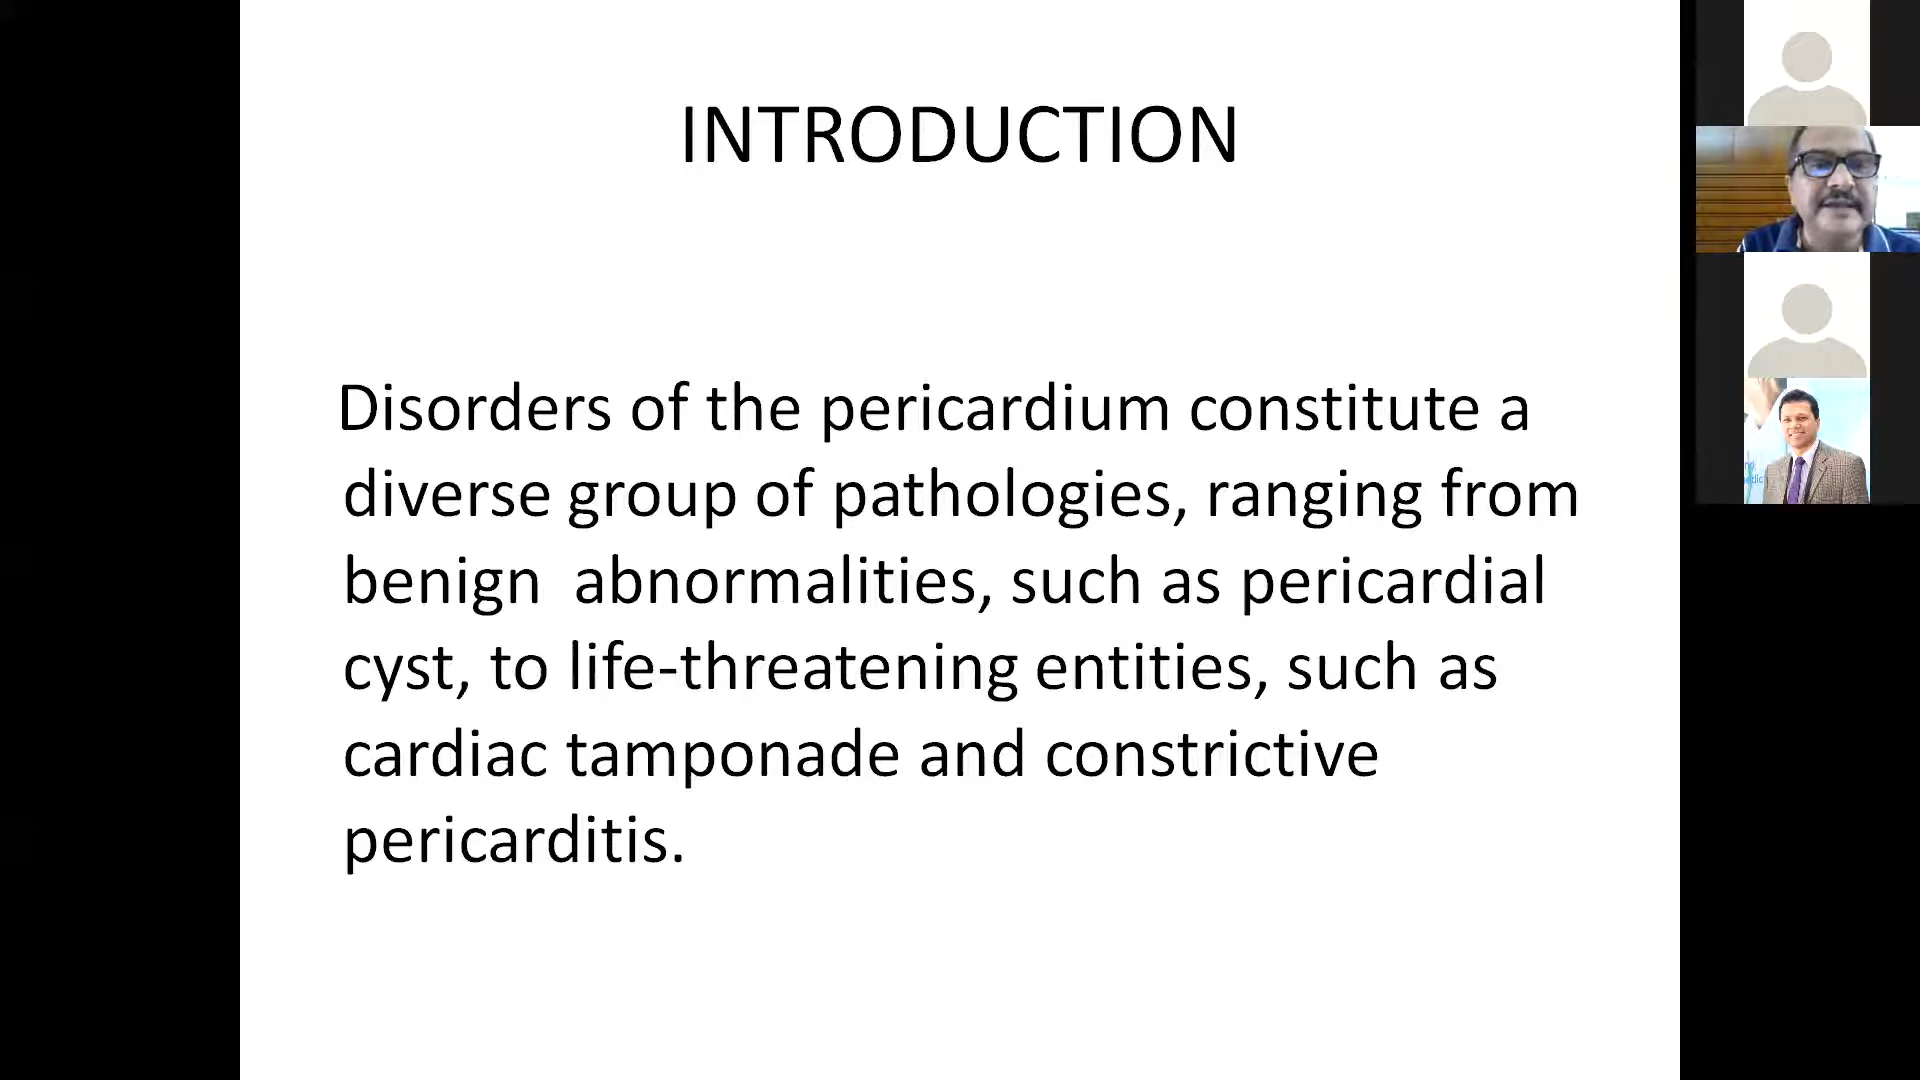 INTRODUCTION
Disorders of the pericardium constitute a
diverse group of pathologies, ranging from
benign  abnormalities, such as pericardial
cyst, to life-threatening entities, such as
cardiac tamponade and constrictive
pericarditis.